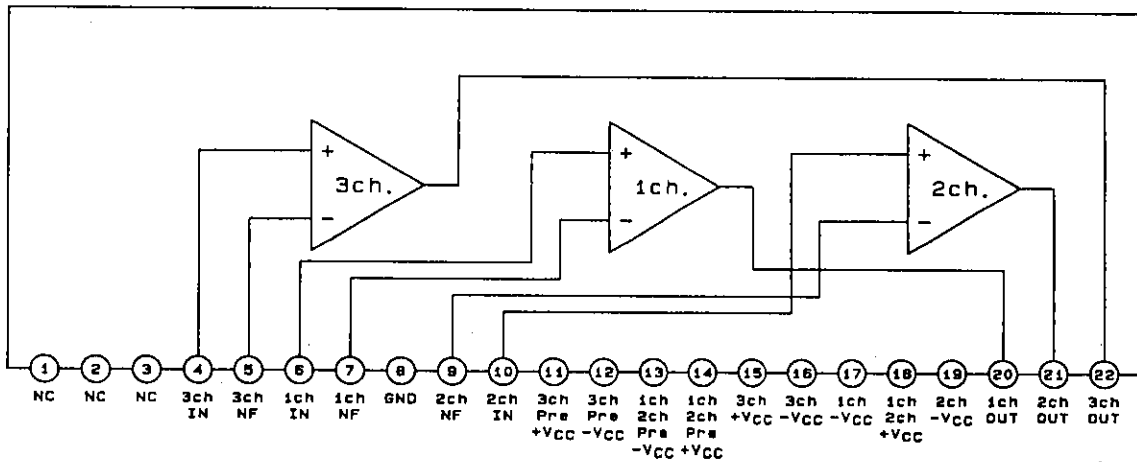 +
3ch.
−
+
1ch.
−
+
2ch.
−
1
2
3
4
5
6
7
8
9
10
11
12
13
14
15
16
17
18
19
20
21
22
NC
NC
NC
3ch
IN
3ch
NF
1ch
IN
1ch
NF
GND
2ch
NF
2ch
IN
3ch
Pre
+VCC
3ch
Pre
−VCC
1ch
2ch
Pre
−VCC
1ch
2ch
Pre
+VCC
3ch
+VCC
3ch
−VCC
1ch
−VCC
1ch
2ch
+VCC
2ch
−VCC
1ch
OUT
2ch
OUT
3ch
OUT